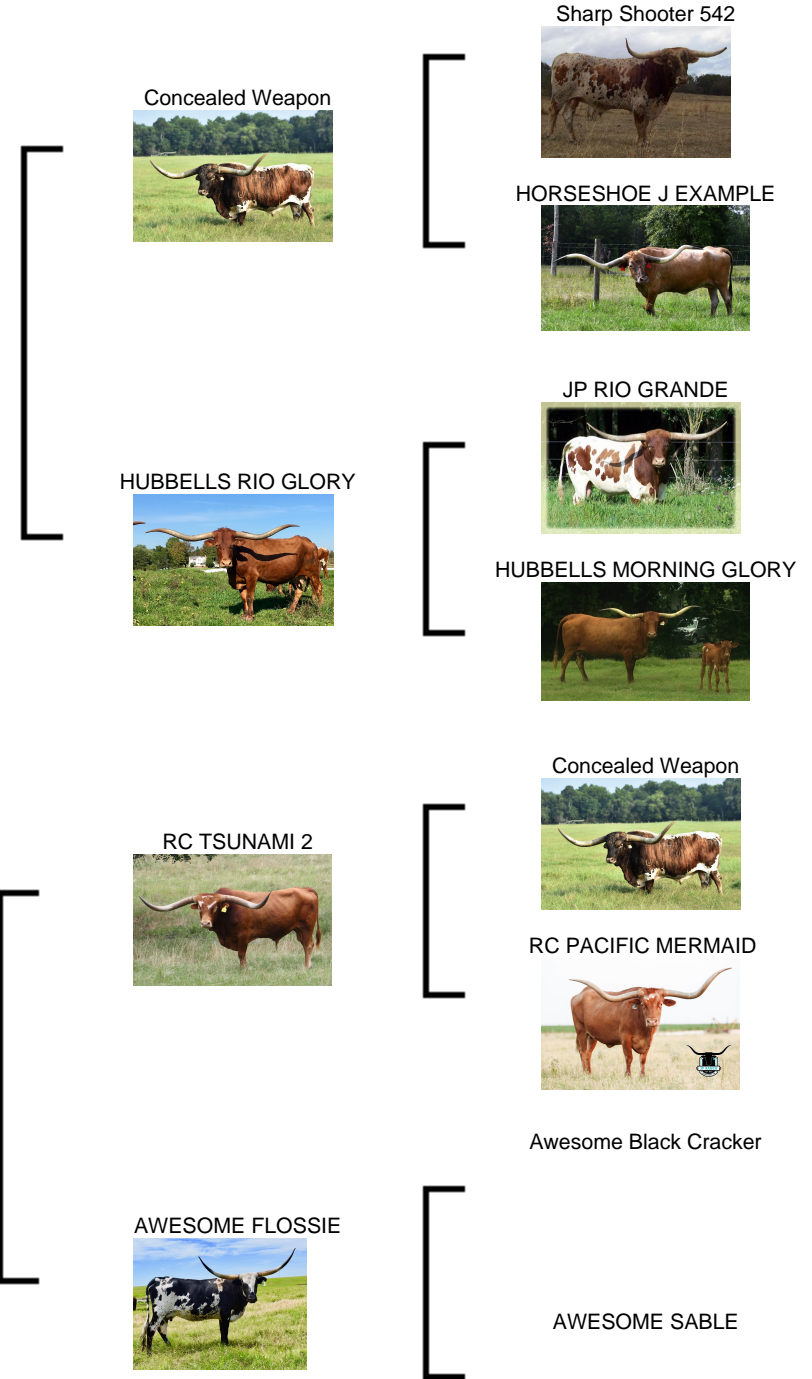 Sharp Shooter 542
Concealed Weapon
HORSESHOE J EXAMPLE
JP RIO GRANDE
HUBBELLS RIO GLORY
HUBBELLS MORNING GLORY
Concealed Weapon
RC TSUNAMI 2
RC PACIFIC MERMAID
Awesome Black Cracker
AWESOME FLOSSIE
AWESOME SABLE